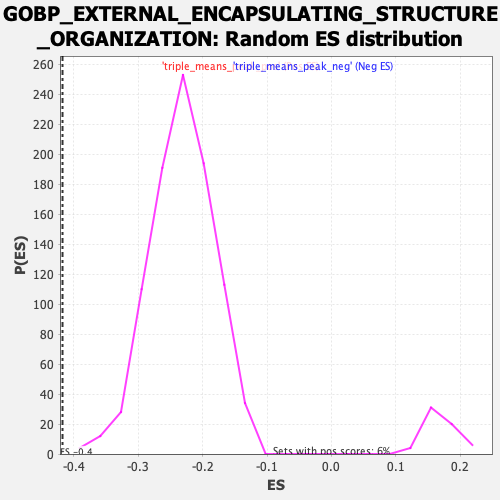 GOBP_EXTERNAL_ENCAPSULATING_STRUCTURE
_ORGANIZATION: Random ES distribution
'triple_means_ 'triple_means_peak_neg' (Neg ES)
260
240
220
200
180
160
140
120
100
80
60
40
20
0
P(ES)
ES -0.4
Sets with pos scores: 6%
-0.4 -0.3 -0.2 -0.1 0.0 0.1 0.2
ES